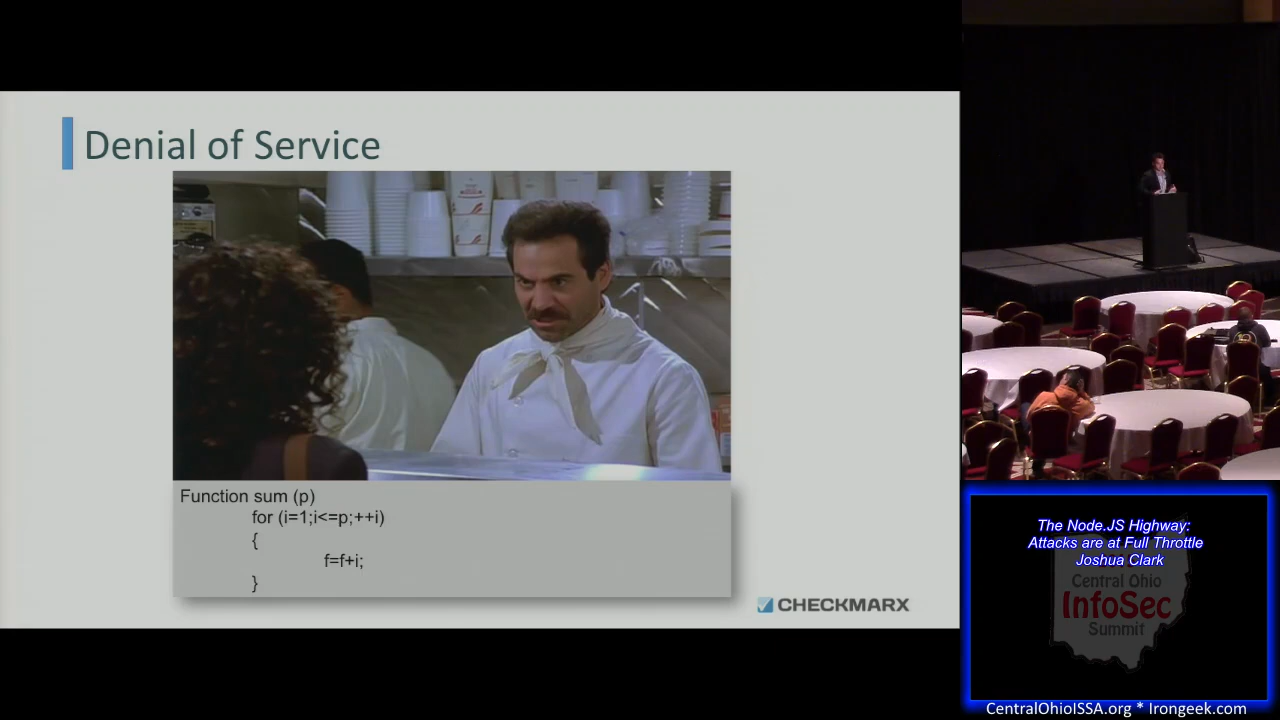 Denial of Service
Function sum (p)
for (i=1;i<=p;++i)
{
f=f+i;
}
CHECKMARX
The Node.JS Highway:
Attacks are at Full Throttle
Joshua Clark
Central Ohio
InfoSec
Summit
CentralOhioISSA.org * Irongeek.com